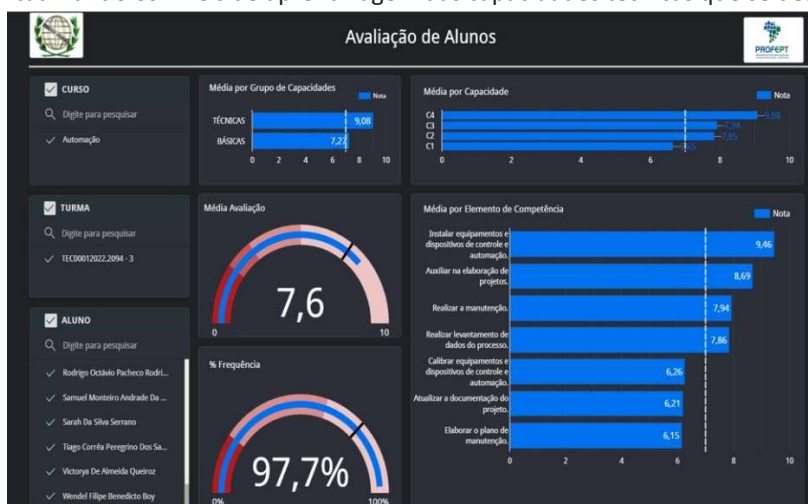 Avaliação de Alunos
PROFEPT
CURSO
Digite para pesquisar
Automação
Média por Grupo de Capacidades
Nota
TÉCNICAS
9,08
BÁSICAS
7,22
0 2 4 6 8 10
Média por Capacidade
Nota
C4
9,08
C3
7,94
C2
7,85
C1
0 2 4 6 8 10
TURMA
Digite para pesquisar
TECD00012022.2094 - 3
Média Avaliação
7,6
0 10
Média por Elemento de Competência
Nota
Instalar equipamentos e
dispositivos de controle e
automação.
9,46
Auxiliar na elaboração de
projetos.
8,69
Realizar a manutenção.
7,94
Realizar levantamento de
dados do processo.
7,86
Calibrar equipamentos e
dispositivos de controle e
automação.
6,26
Atualizar a documentação do
projeto.
6,21
Elaborar o plano de
manutenção.
6,15
0 2 4 6 8 10
ALUNO
Digite para pesquisar
Rodrigo Octávio Pacheco Rodri...
Samuel Monteiro Andrade Da ...
Sarah Da Silva Serrano
Tiago Corrêa Peregrino Dos Sa...
Victorya De Almeida Queiroz
Wendel Filipe Benedicto Boy
% Frequência
97,7%
0% 100%